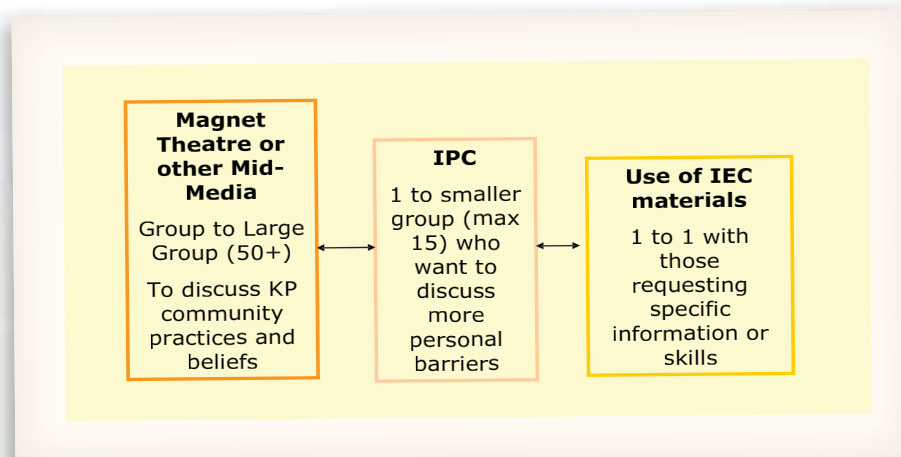 Magnet
Theatre or
other Mid-
Media
Group to Large
Group (50+)
To discuss KP
community
practices and
beliefs
IPC
1 to smaller
group (max
15) who
want to
discuss
more
personal
barriers
Use of IEC
materials
1 to 1 with
those
requesting
specific
information or
skills